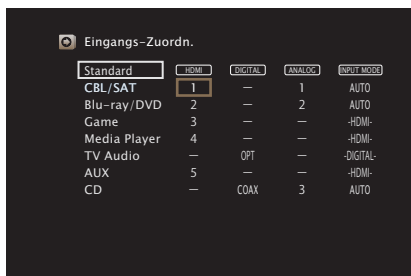 Eingangs-Zuordn.
Standard HDMI DIGITAL ANALOG INPUT MODE
CBL/SAT 1 – 1 AUTO
Blu-ray/DVD 2 – 2 AUTO
Game 3 – – -HDMI-
Media Player 4 – – -HDMI-
TV Audio – OPT – -DIGITAL-
AUX 5 – – -HDMI-
CD – COAX 3 AUTO